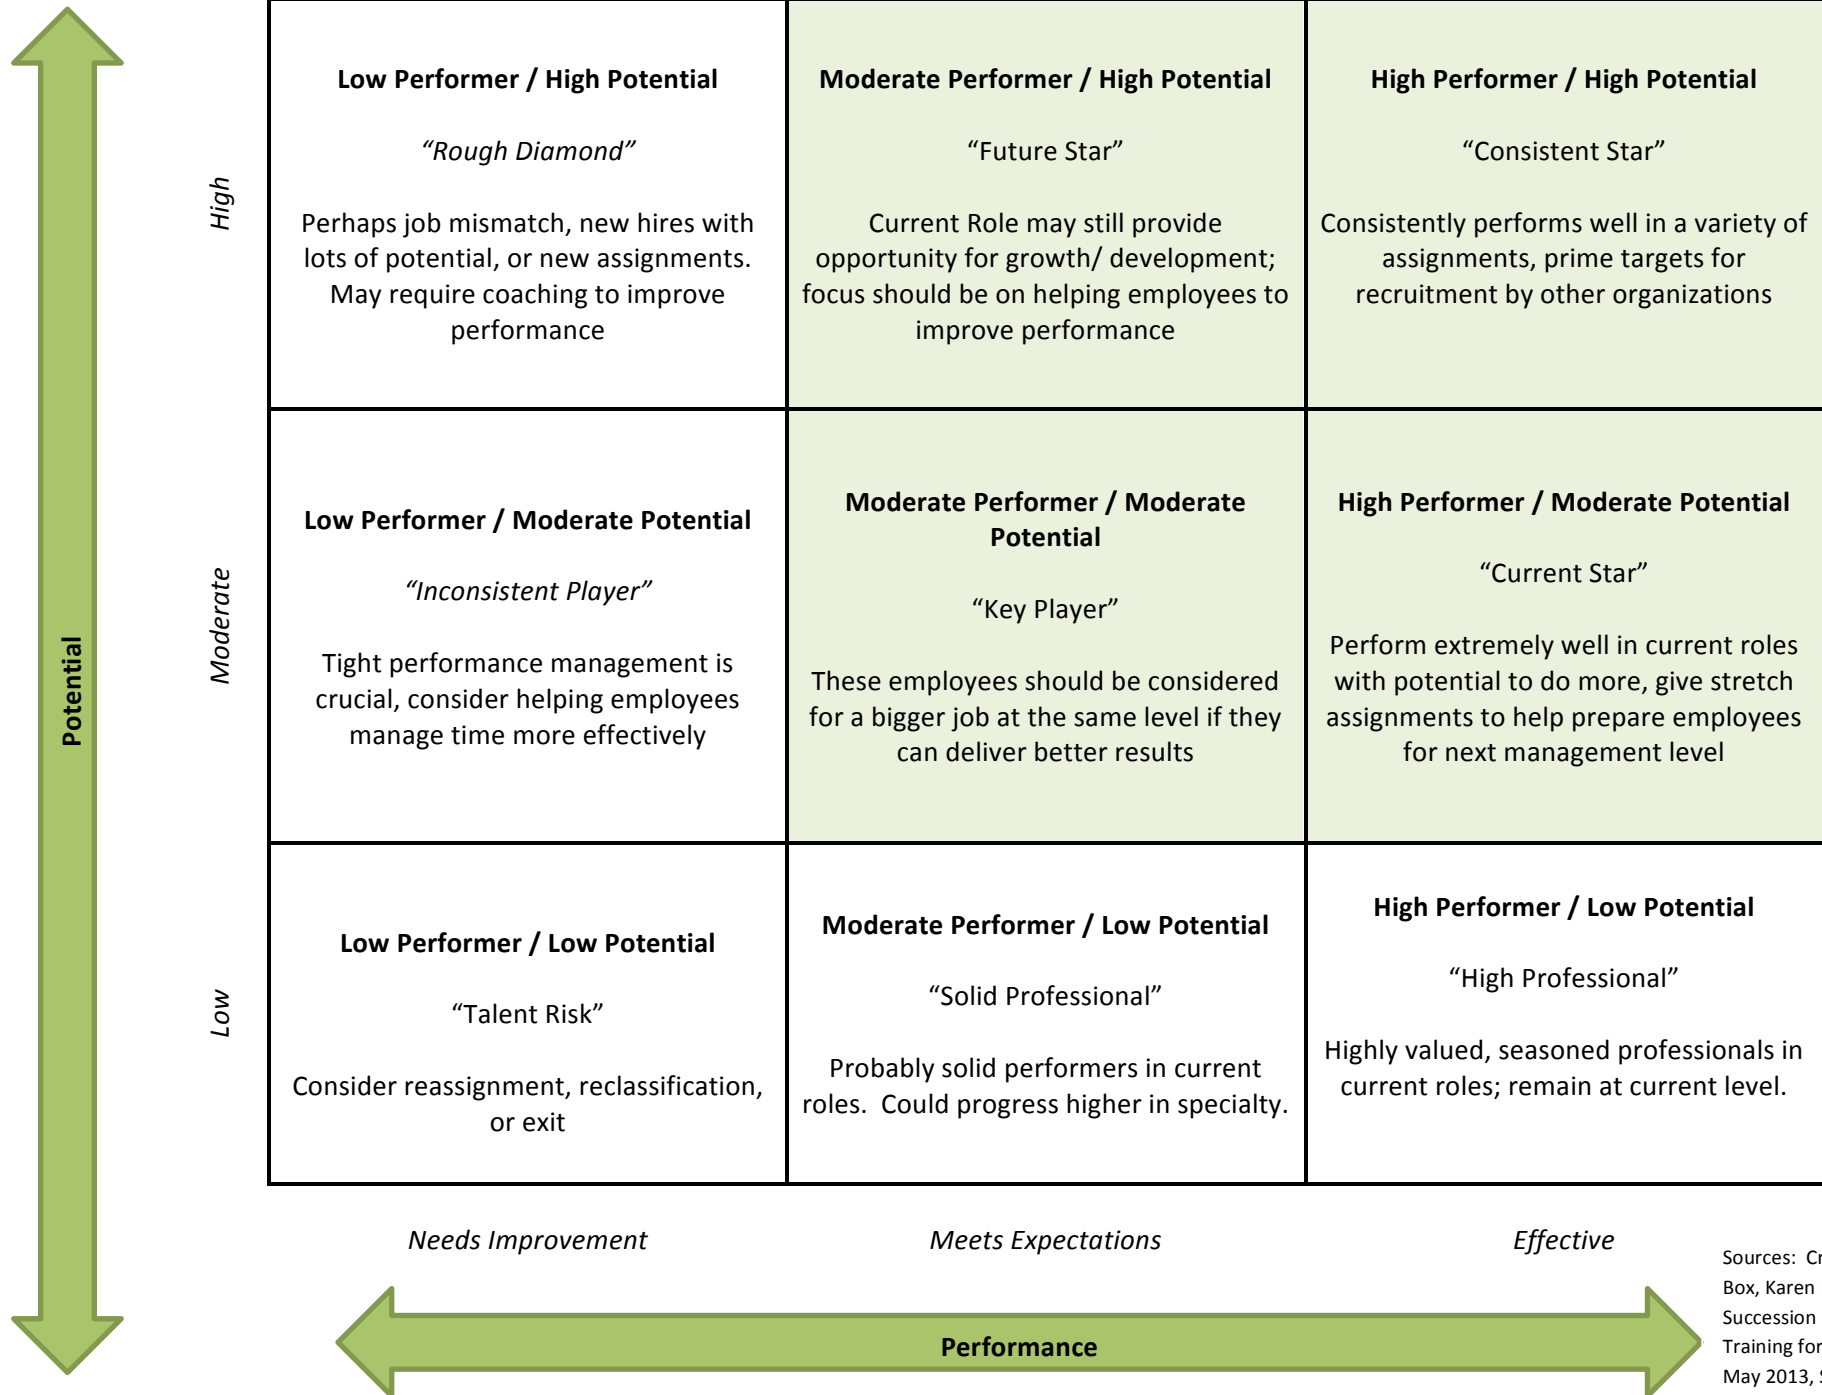 Low Performer / High Potential
“Rough Diamond”
Perhaps job mismatch, new hires with
lots of potential, or new assignments.
May require coaching to improve
performance
Moderate Performer / High Potential
“Future Star”
Current Role may still provide
opportunity for growth/ development;
focus should be on helping employees to
improve performance
High Performer / High Potential
“Consistent Star”
Consistently performs well in a variety of
assignments, prime targets for
recruitment by other organizations
High
Low Performer / Moderate Potential
“Inconsistent Player”
Tight performance management is
crucial, consider helping employees
manage time more effectively
Moderate Performer / Moderate
Potential
“Key Player”
These employees should be considered
for a bigger job at the same level if they
can deliver better results
High Performer / Moderate Potential
“Current Star”
Perform extremely well in current roles
with potential to do more, give stretch
assignments to help prepare employees
for next management level
Moderate
Potential
Low Performer / Low Potential
“Talent Risk”
Consider reassignment, reclassification,
or exit
Moderate Performer / Low Potential
“Solid Professional”
Probably solid performers in current
roles.  Could progress higher in specialty.
High Performer / Low Potential
“High Professional”
Highly valued, seasoned professionals in
current roles; remain at current level.
Low
Needs Improvement
Meets Expectations
Effective
Performance
Sources:
Box, Karen
Succession
Training for
May 2013,